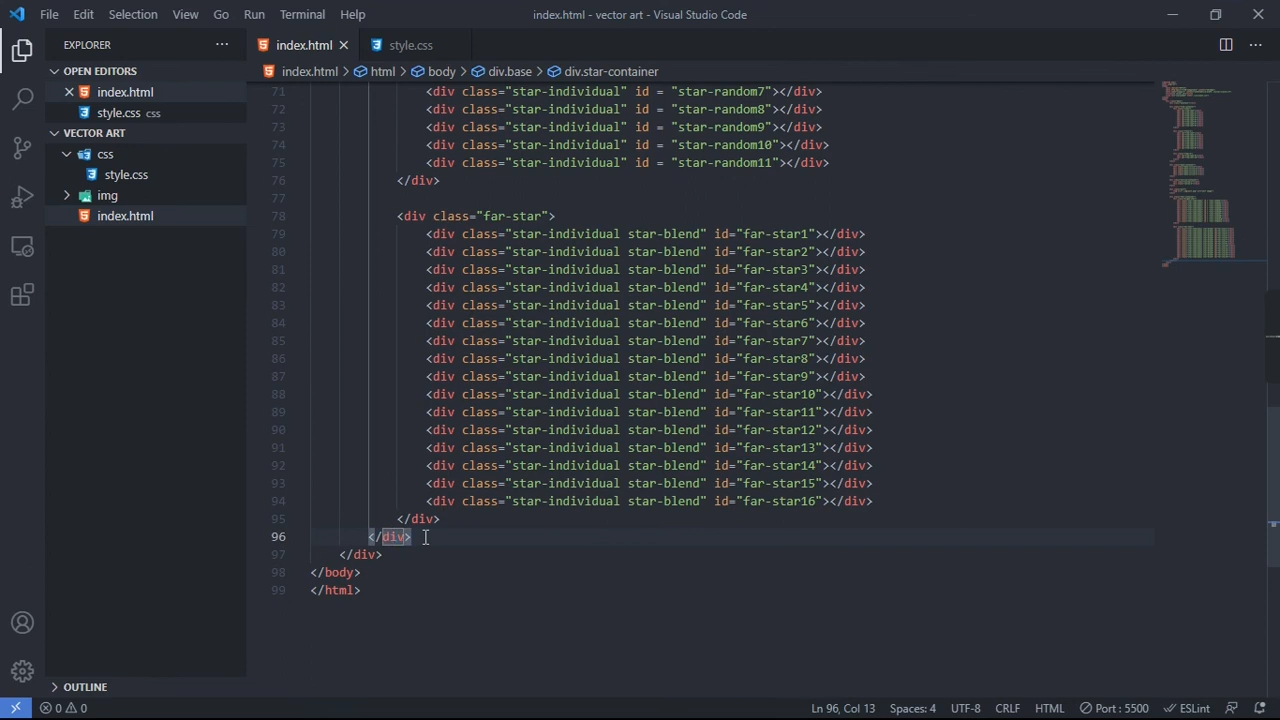 File Edit Selection View Go Run Terminal Help
index.html - vector art - Visual Studio Code
EXPLORER
OPEN EDITORS
index.html
style.css css
VECTOR ART
css
style.css
img
index.html
OUTLINE
index.html style.css
index.html > html > body > div.base > div.star-container
71 <div class="star-individual" id = "star-random7"></div>
72 <div class="star-individual" id = "star-random8"></div>
73 <div class="star-individual" id = "star-random9"></div>
74 <div class="star-individual" id = "star-random10"></div>
75 <div class="star-individual" id = "star-random11"></div>
76 </div>
77
78 <div class="far-star">
79 <div class="star-individual star-blend" id="far-star1"></div>
80 <div class="star-individual star-blend" id="far-star2"></div>
81 <div class="star-individual star-blend" id="far-star3"></div>
82 <div class="star-individual star-blend" id="far-star4"></div>
83 <div class="star-individual star-blend" id="far-star5"></div>
84 <div class="star-individual star-blend" id="far-star6"></div>
85 <div class="star-individual star-blend" id="far-star7"></div>
86 <div class="star-individual star-blend" id="far-star8"></div>
87 <div class="star-individual star-blend" id="far-star9"></div>
88 <div class="star-individual star-blend" id="far-star10"></div>
89 <div class="star-individual star-blend" id="far-star11"></div>
90 <div class="star-individual star-blend" id="far-star12"></div>
91 <div class="star-individual star-blend" id="far-star13"></div>
92 <div class="star-individual star-blend" id="far-star14"></div>
93 <div class="star-individual star-blend" id="far-star15"></div>
94 <div class="star-individual star-blend" id="far-star16"></div>
95 </div>
96 </div>
97 </div>
98 </body>
99 </html>
0 0 Ln 96, Col 13 Spaces: 4 UTF-8 CRLF HTML Port : 5500 ESLint